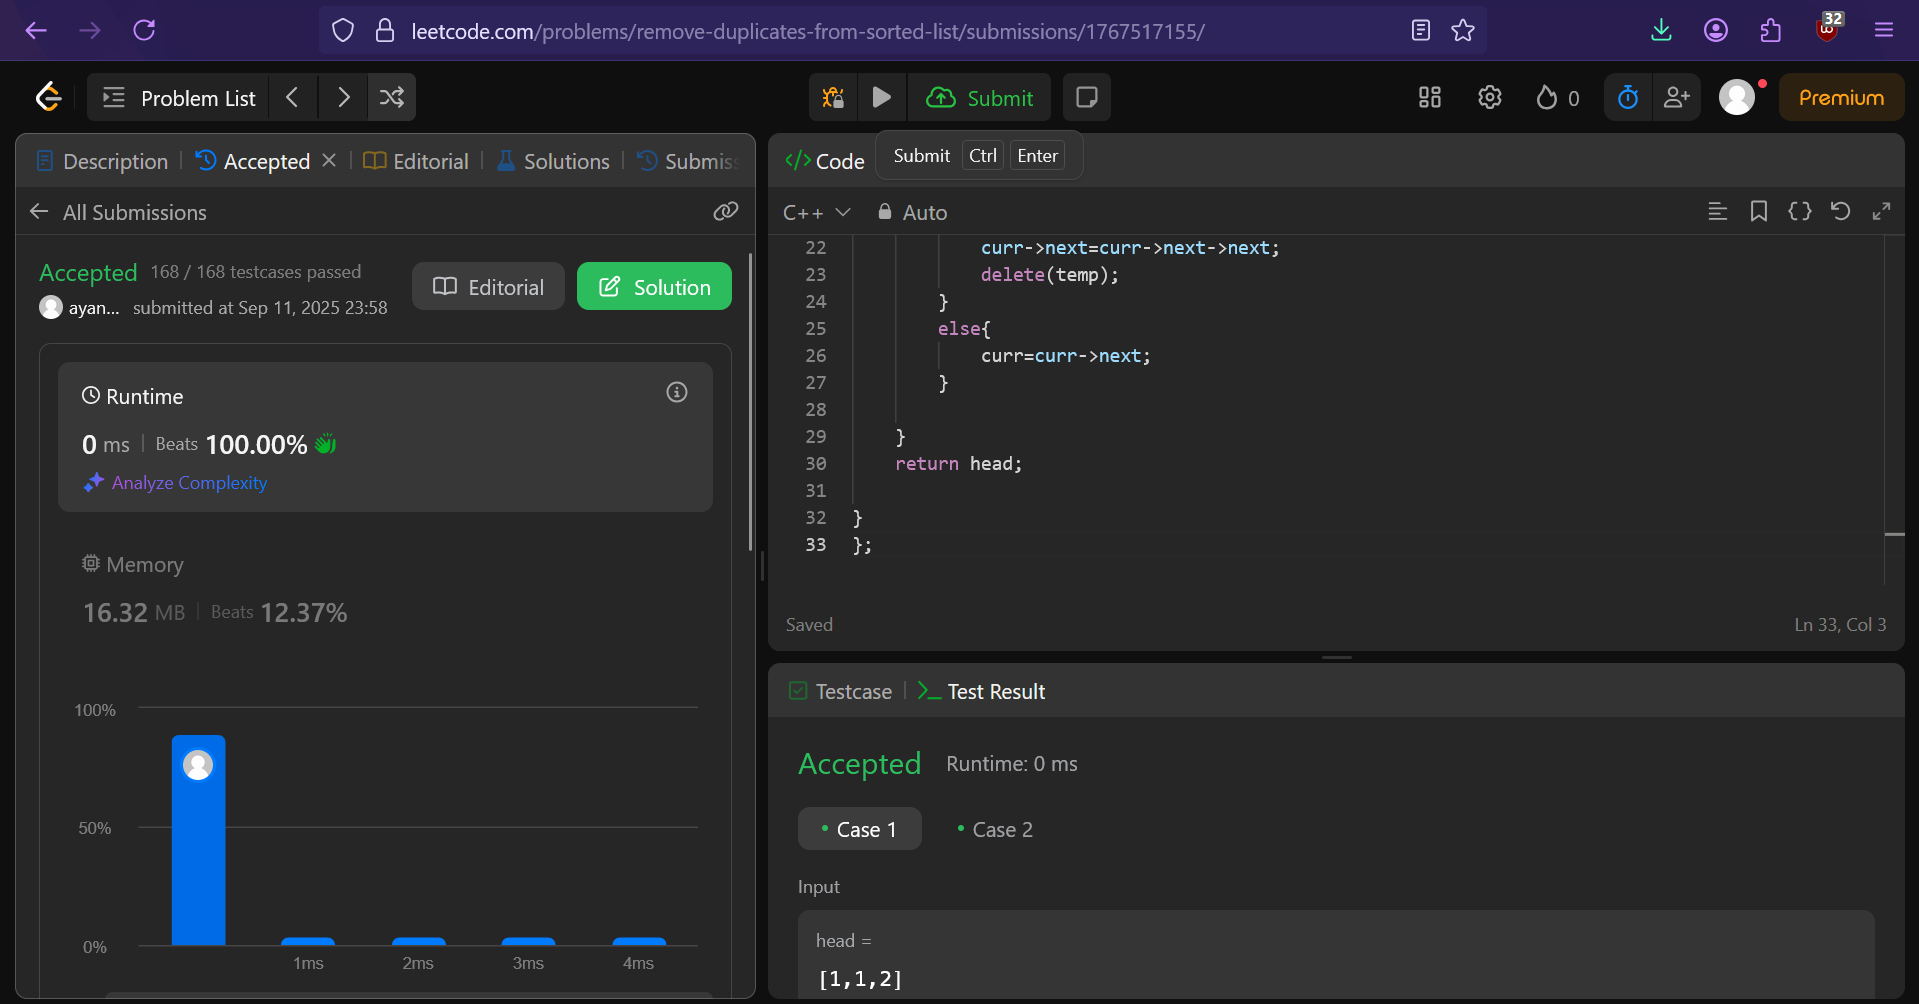 leetcode.com/problems/remove-duplicates-from-sorted-list/submissions/1767517155/
32
Problem List
Submit
0
Premium
Description
Accepted
Editorial
Solutions
Submiss
All Submissions
Accepted 168 / 168 testcases passed
ayan... submitted at Sep 11, 2025 23:58
Editorial
Solution
Runtime
0 ms Beats 100.00%
Analyze Complexity
Memory
16.32 MB Beats 12.37%
100%
50%
0%
1ms 2ms 3ms 4ms
</> Code
Submit Ctrl Enter
C++ Auto
22 curr->next=curr->next->next;
23 delete(temp);
24 }
25 else{
26 curr=curr->next;
27 }
28
29 }
30 return head;
31
32 }
33 };
Saved
Ln 33, Col 3
Testcase
Test Result
Accepted Runtime: 0 ms
Case 1
Case 2
Input
head =
[1,1,2]